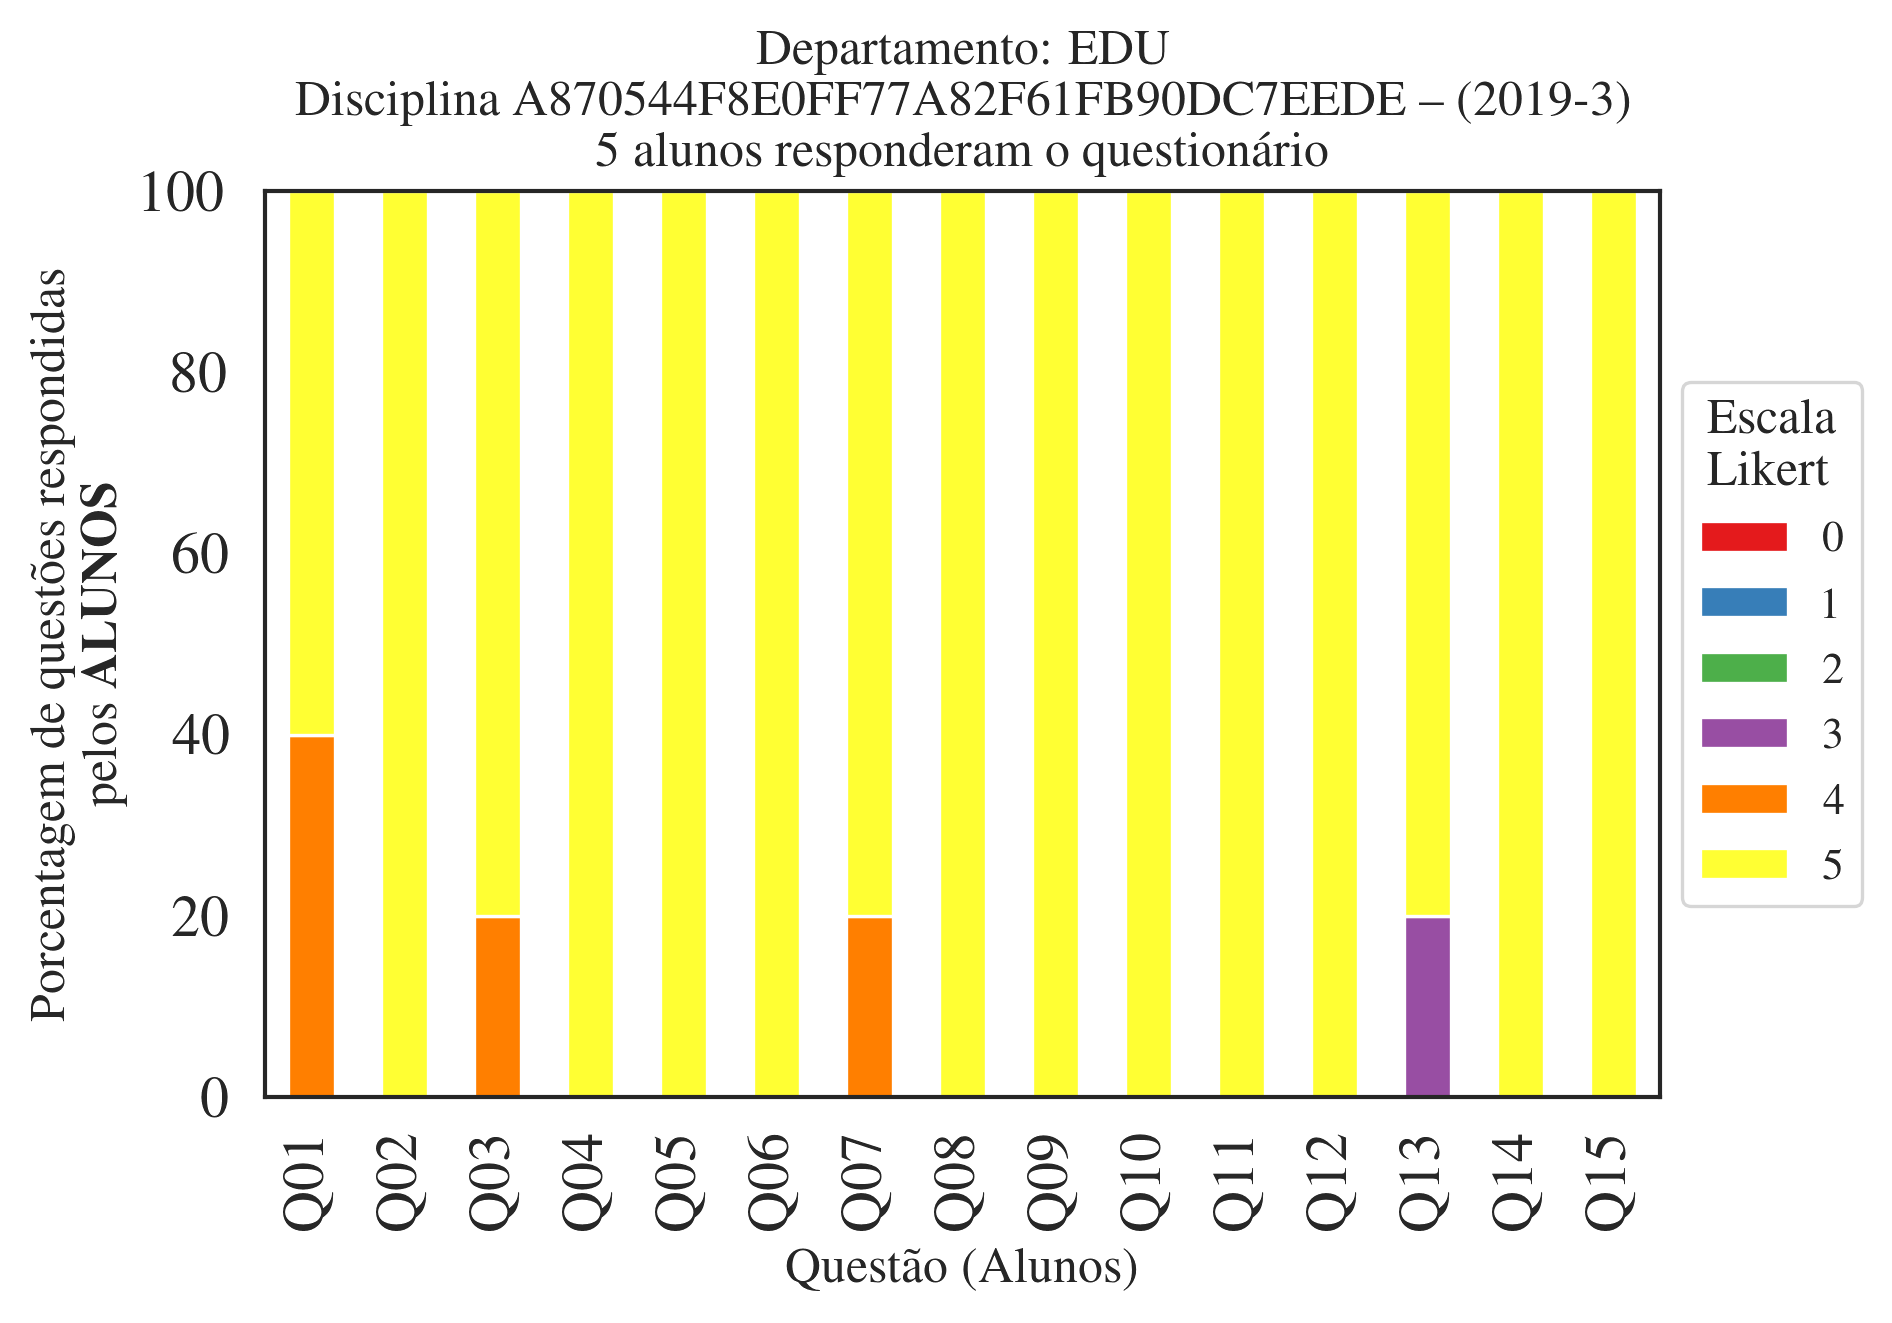 Departamento: EDU
Disciplina A870544F8E0FF77A82F61FB90DC7EEDE – (2019-3)
5 alunos responderam o questionário
Porcentagem de questões respondidas
pelos ALUNOS
100
80
60
40
20
0
Q01
Q02
Q03
Q04
Q05
Q06
Q07
Q08
Q09
Q10
Q11
Q12
Q13
Q14
Q15
Questão (Alunos)
Escala
Likert
0
1
2
3
4
5